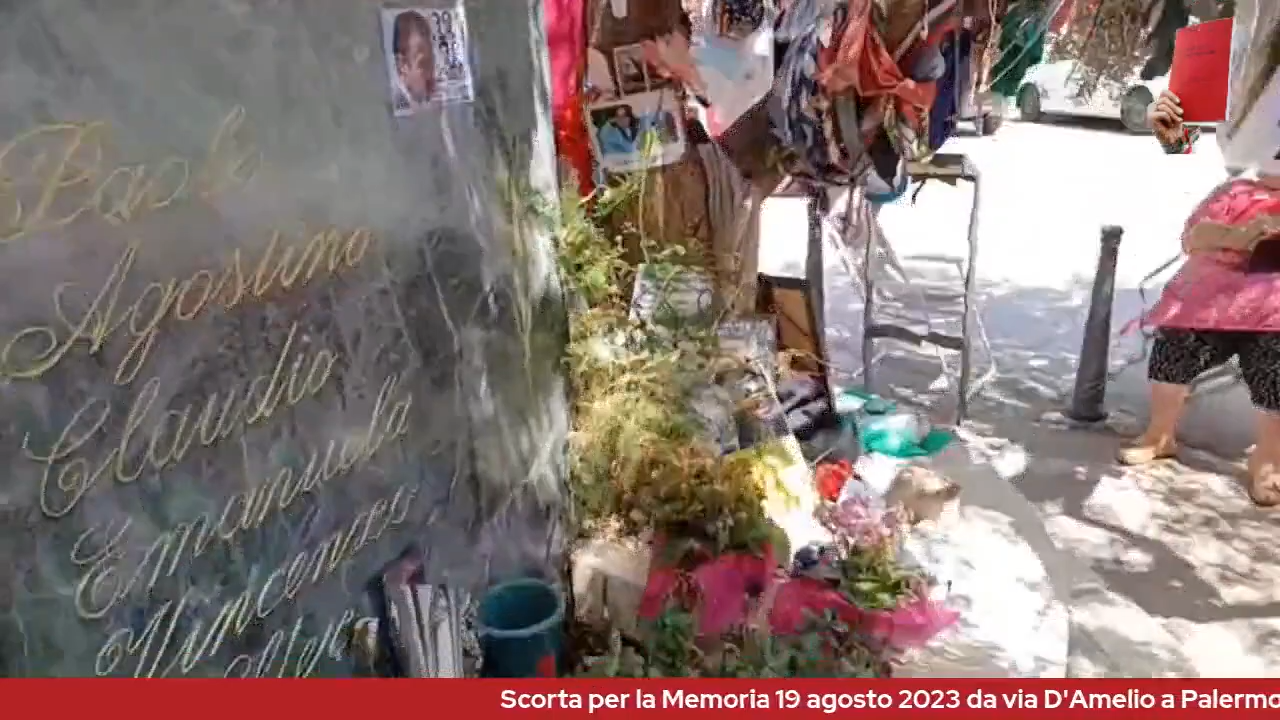 Paolo
Agostino
Claudio
Emanuela
Vincenzo
Scorta per la Memoria 19 agosto 2023 da via D'Amelio a Palermo